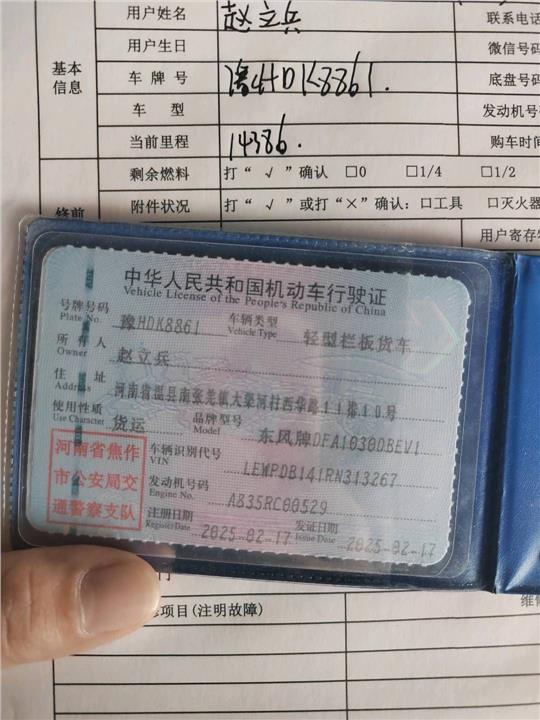 用户姓名 赵立兵 联系电话
用户生日 微信号码
基本信息
车牌号 豫HDK8861. 底盘号码
车型 发动机号码
当前里程 14386. 购车时间
剩余燃料 打“√”确认 □0 □1/4 □1/2
附件状况 打“√”或打“×”确认：□工具 □灭火器
修前
用户寄存
中华人民共和国机动车行驶证
Vehicle License of the People's Republic of China
号牌号码 豫HDK8861 车辆类型 轻型栏板货车
Plate No. Vehicle Type
所有人 赵立兵
Owner
住址 河南省温县南张羌镇大渠河村西华路11排10号
Address
使用性质 货运 品牌型号 东风牌DFA1030DBEV1
Use Character Model
河南省焦作
市公安局交
通警察支队
车辆识别代号 LEWPDB141RN313267
VIN
发动机号码 A835RC00529
Engine No.
注册日期 2025-02-17 发证日期 2025-02-17
Register Date Issue Date
项目(注明故障)